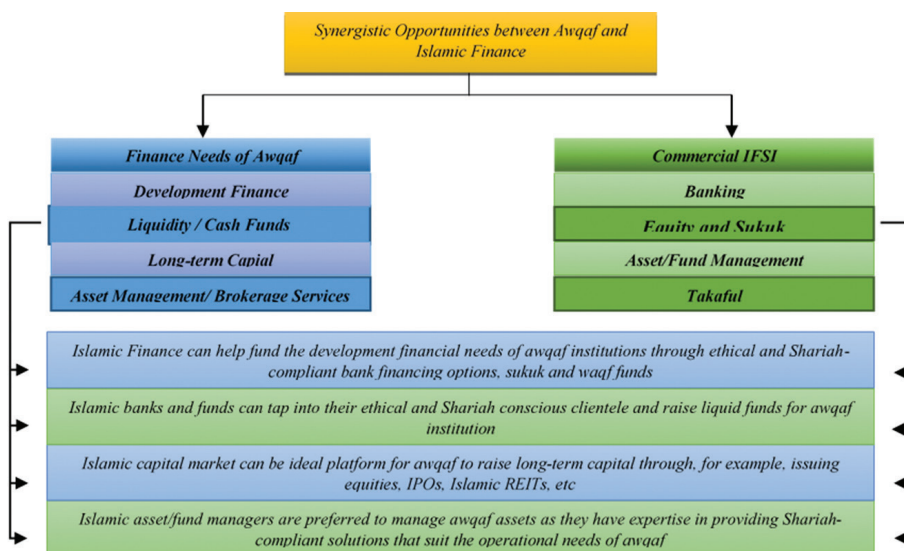 Synergistic Opportunities between Awqaf and
Islamic Finance
Finance Needs of Awqaf
Development Finance
Liquidity / Cash Funds
Long-term Capial
Asset Management/ Brokerage Services
Commercial IFSI
Banking
Equity and Sukuk
Asset/Fund Management
Takaful
Islamic Finance can help fund the development financial needs of awqaf institutions through ethical and Shariah-
compliant bank financing options, sukuk and waqf funds
Islamic banks and funds can tap into their ethical and Shariah conscious clientele and raise liquid funds for awqaf
institution
Islamic capital market can be ideal platform for awqaf to raise long-term capital through, for example, issuing
equities, IPOs, Islamic REITs, etc
Islamic asset/fund managers are preferred to manage awqaf assets as they have expertise in providing Shariah-
compliant solutions that suit the operational needs of awqaf